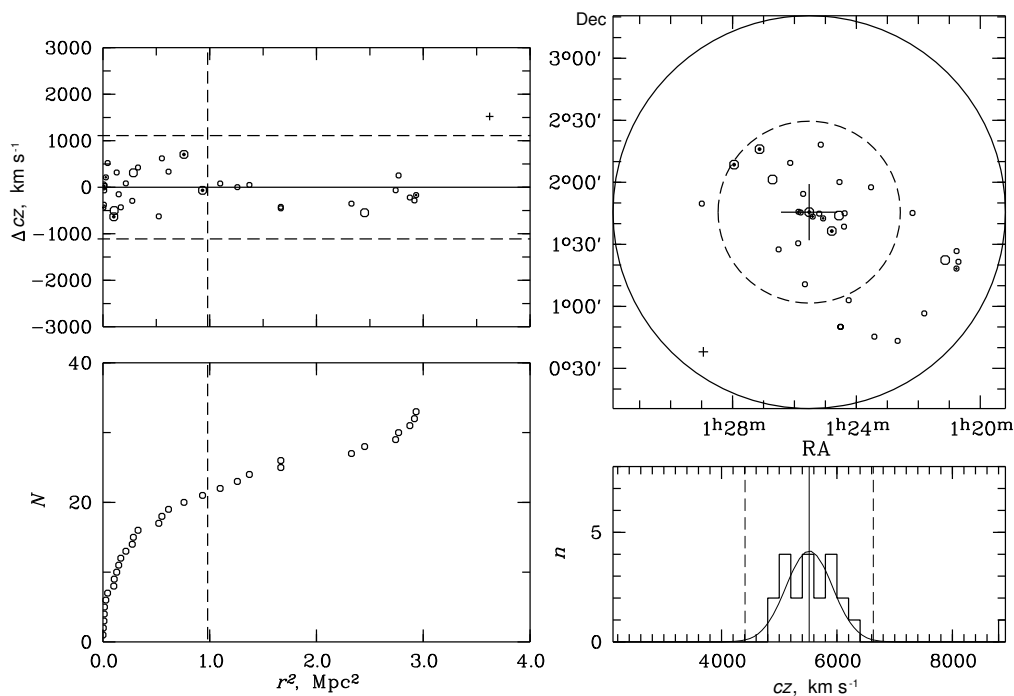 3000
2000
1000
0
−1000
−2000
−3000
Δ cz, km s⁻¹
40
20
0
N
0.0 1.0 2.0 3.0 4.0
r², Mpc²
Dec
3°00′
2°30′
2°00′
1°30′
1°00′
0°30′
1ʰ28ᵐ 1ʰ24ᵐ 1ʰ20ᵐ
RA
5
0
n
4000 6000 8000
cz, km s⁻¹